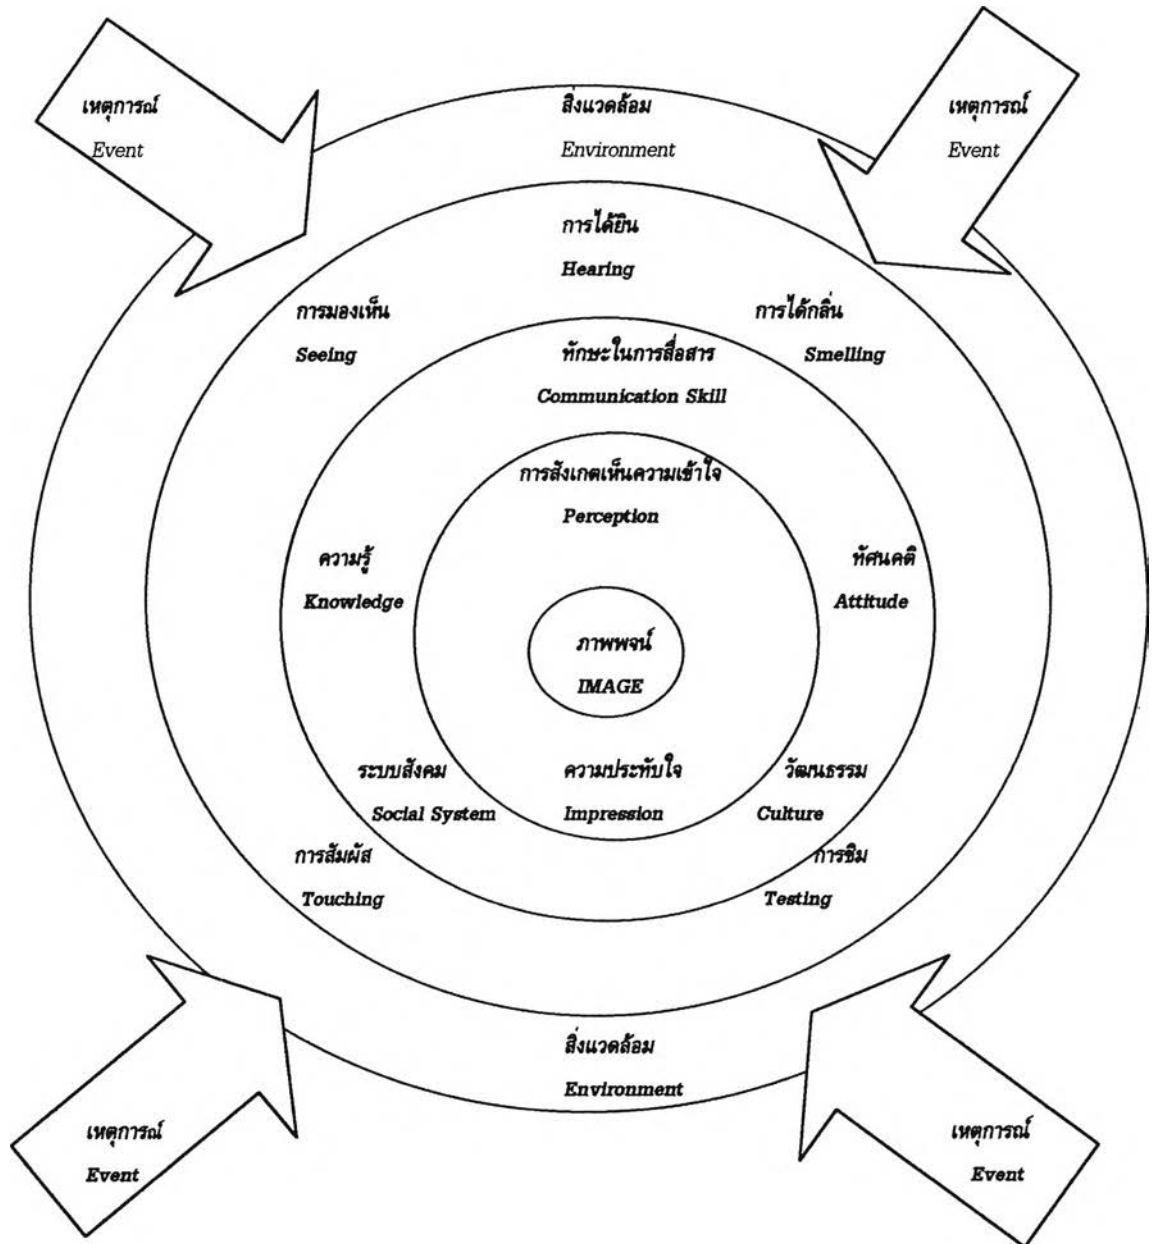 เหตุการณ์
Event
สิ่งแวดล้อม
Environment
เหตุการณ์
Event
การได้ยิน
Hearing
การมองเห็น
Seeing
การได้กลิ่น
Smelling
ทักษะในการสื่อสาร
Communication Skill
การสังเกตเห็นความเข้าใจ
Perception
ความรู้
Knowledge
ทัศนคติ
Attitude
ภาพพจน์
IMAGE
ระบบสังคม
Social System
ความประทับใจ
Impression
วัฒนธรรม
Culture
การสัมผัส
Touching
การชิม
Testing
สิ่งแวดล้อม
Environment
เหตุการณ์
Event
เหตุการณ์
Event